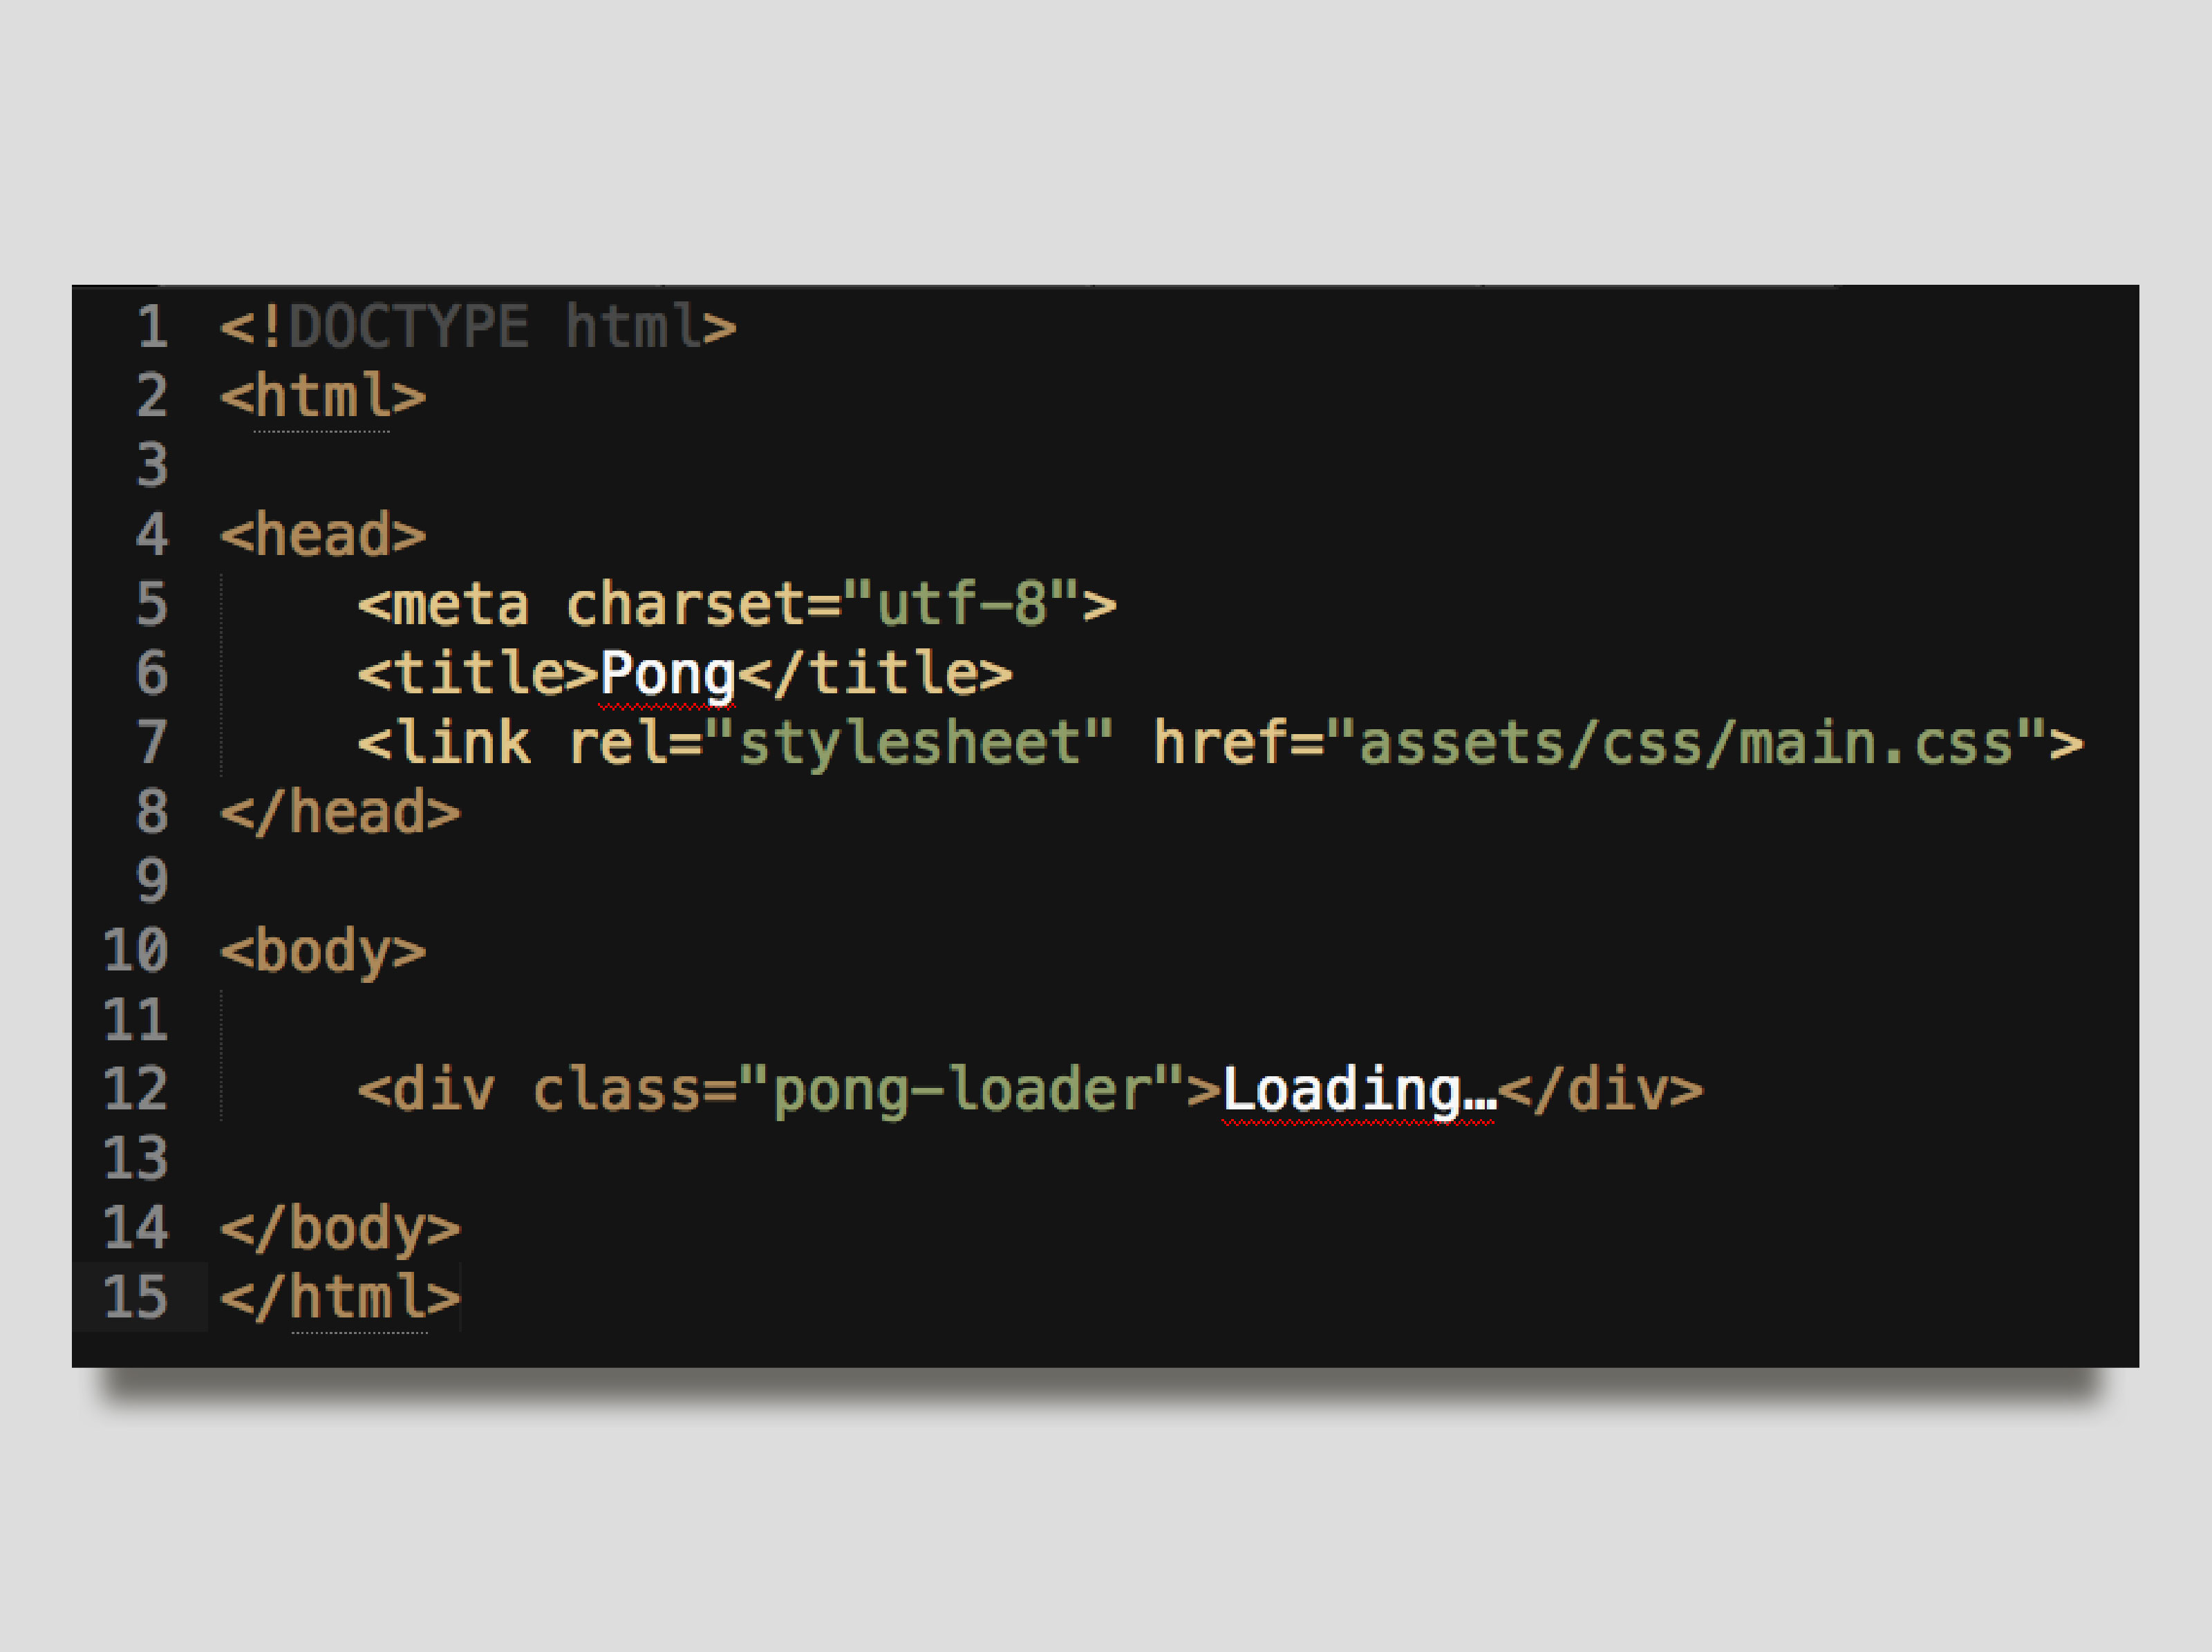 1 <!DOCTYPE html>
2 <html>
3
4 <head>
5     <meta charset="utf-8">
6     <title>Pong</title>
7     <link rel="stylesheet" href="assets/css/main.css">
8 </head>
9
10 <body>
11
12     <div class="pong-loader">Loading…</div>
13
14 </body>
15 </html>